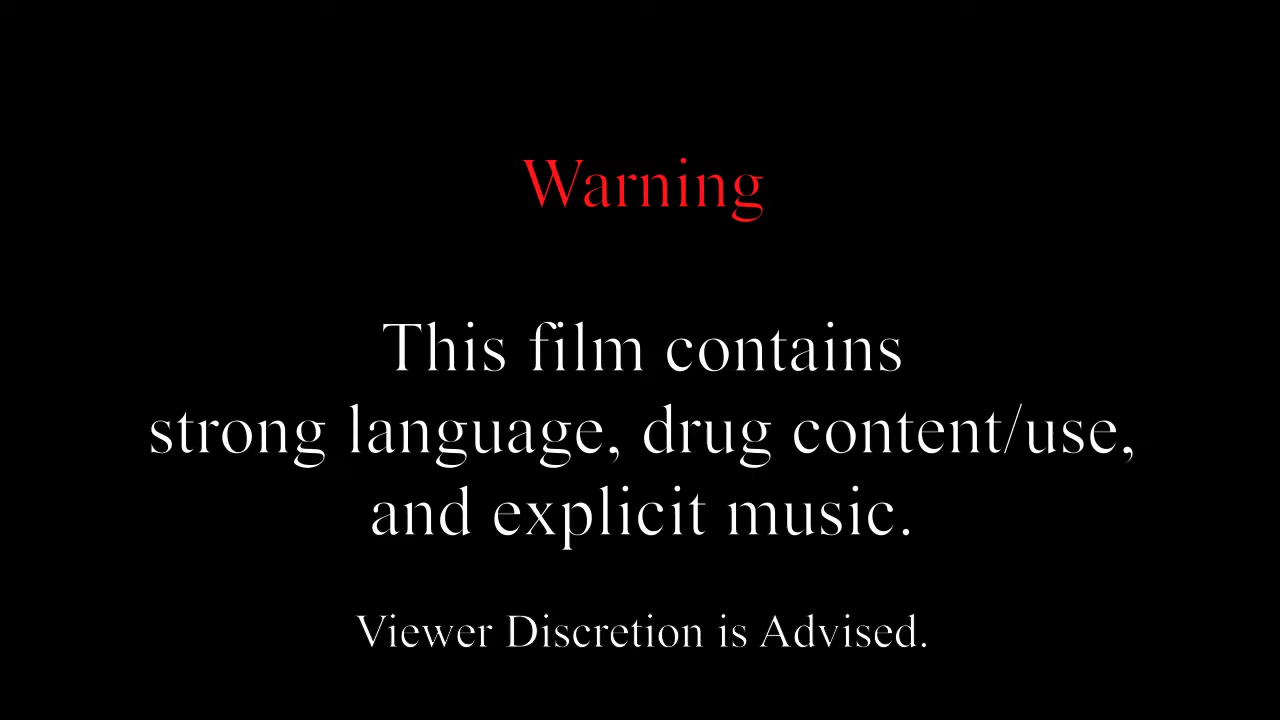 Warning
This film contains
strong language, drug content/use,
and explicit music.
Viewer Discretion is Advised.